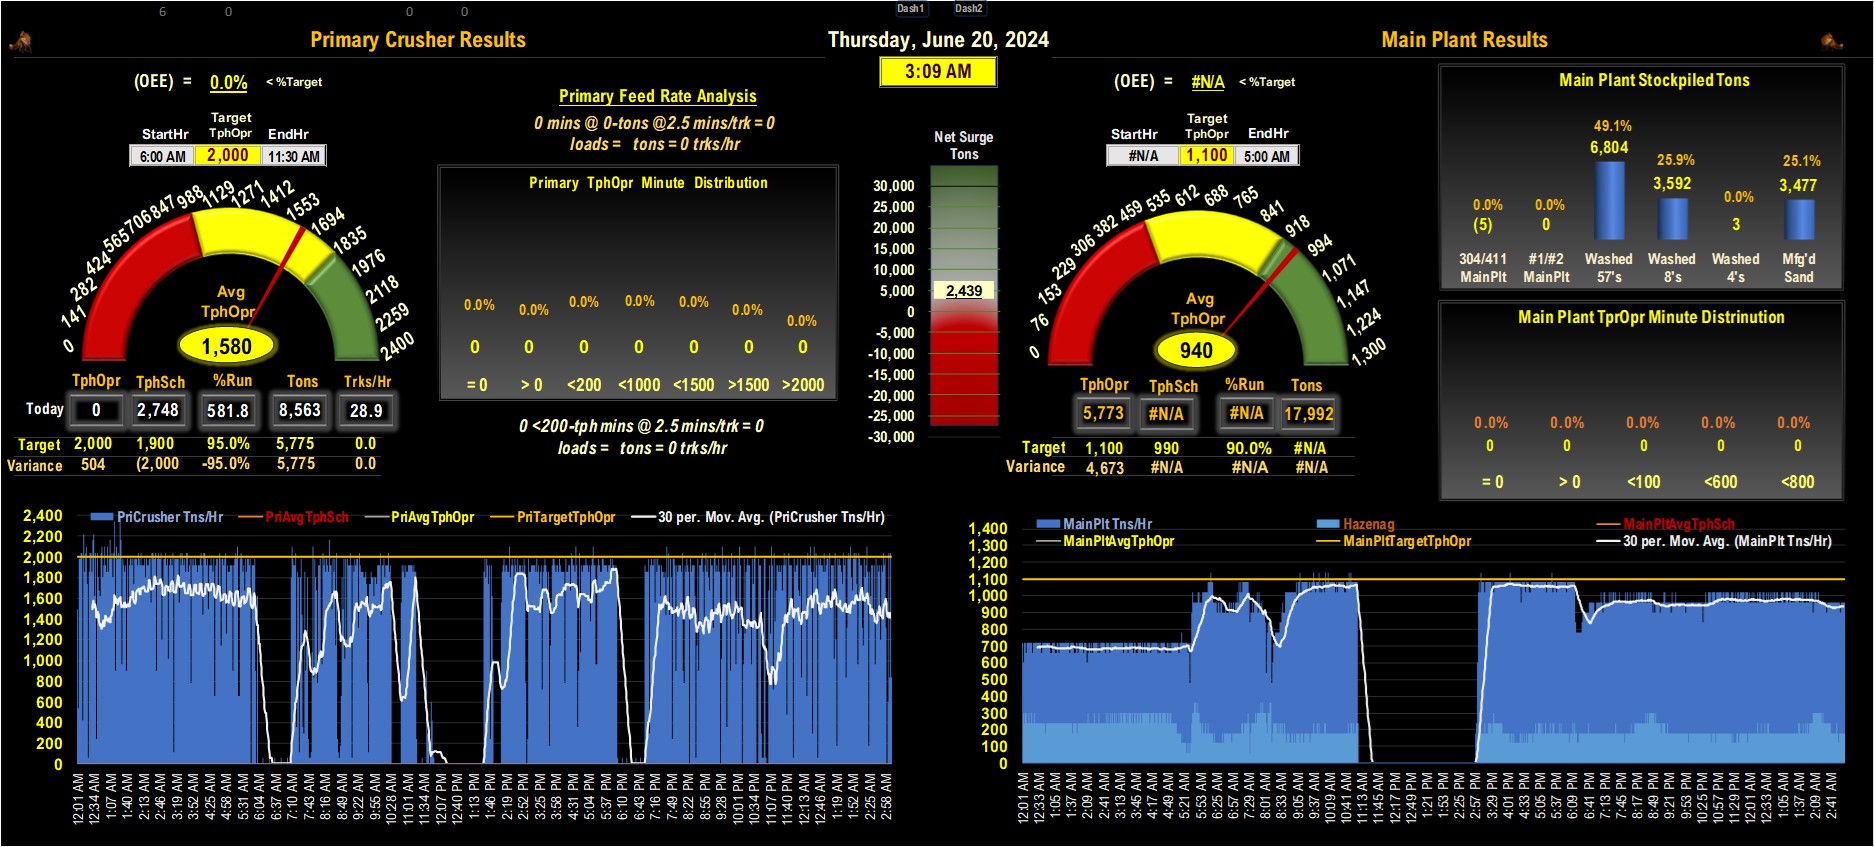 6 0 0 0
Dash1 Dash2
Primary Crusher Results
Thursday, June 20, 2024
Main Plant Results
3:09 AM
(OEE) = 0.0% < %Target
Target
StartHr TphOpr EndHr
6:00 AM 2,000 11:30 AM
0 141 282 424 565 706 847 988 1129 1271 1412 1553 1694 1835 1976 2118 2259 2400
Avg
TphOpr
1,580
TphOpr TphSch %Run Tons Trks/Hr
Today 0 2,748 581.8 8,563 28.9
Target 2,000 1,900 95.0% 5,775 0.0
Variance 504 (2,000 -95.0% 5,775 0.0
Primary Feed Rate Analysis
0 mins @ 0-tons @2.5 mins/trk = 0
loads = tons = 0 trks/hr
Primary TphOpr Minute Distribution
0.0% 0.0% 0.0% 0.0% 0.0% 0.0% 0.0%
0 0 0 0 0 0 0
= 0 > 0 <200 <1000 <1500 >1500 >2000
0 <200-tph mins @ 2.5 mins/trk = 0
loads = tons = 0 trks/hr
Net Surge
Tons
30,000
25,000
20,000
15,000
10,000
5,000
2,439
0
-5,000
-10,000
-15,000
-20,000
-25,000
-30,000
(OEE) = #N/A < %Target
Target
StartHr TphOpr EndHr
#N/A 1,100 5:00 AM
0 76 153 229 306 382 459 535 612 688 765 841 918 994 1,071 1,147 1,224 1,300
Avg
TphOpr
940
TphOpr TphSch %Run Tons
5,773 #N/A #N/A 17,992
Target 1,100 990 90.0% #N/A
Variance 4,673 #N/A #N/A #N/A
Main Plant Stockpiled Tons
0.0% 0.0% 49.1% 25.9% 0.0% 25.1%
(5) 0 6,804 3,592 3 3,477
304/411 #1/#2 Washed Washed Washed Mfg'd
MainPlt MainPlt 57's 8's 4's Sand
Main Plant TprOpr Minute Distrinution
0.0% 0.0% 0.0% 0.0% 0.0%
0 0 0 0 0
= 0 > 0 <100 <600 <800
PriCrusher Tns/Hr PriAvgTphSch PriAvgTphOpr PriTargetTphOpr 30 per. Mov. Avg. (PriCrusher Tns/Hr)
2,400
2,200
2,000
1,800
1,600
1,400
1,200
1,000
800
600
400
200
0
12:01 AM 12:34 AM 1:07 AM 1:40 AM 2:13 AM 2:46 AM 3:19 AM 3:52 AM 4:25 AM 4:58 AM 5:31 AM 6:04 AM 6:37 AM 7:10 AM 7:43 AM 8:16 AM 8:49 AM 9:22 AM 9:55 AM 10:28 AM 11:01 AM 11:34 AM 12:07 PM 12:40 PM 1:13 PM 1:46 PM 2:19 PM 2:52 PM 3:25 PM 3:58 PM 4:31 PM 5:04 PM 5:37 PM 6:10 PM 6:43 PM 7:16 PM 7:49 PM 8:22 PM 8:55 PM 9:28 PM 10:01 PM 10:34 PM 11:07 PM 11:40 PM 12:13 AM 12:46 AM 1:19 AM 1:52 AM 2:25 AM 2:58 AM
MainPlt Tns/Hr Hazenag MainPltAvgTphSch
MainPltAvgTphOpr MainPltTargetTphOpr 30 per. Mov. Avg. (MainPlt Tns/Hr)
1,400
1,300
1,200
1,100
1,000
900
800
700
600
500
400
300
200
100
0
12:01 AM 12:33 AM 1:05 AM 1:37 AM 2:09 AM 2:41 AM 3:13 AM 3:45 AM 4:17 AM 4:49 AM 5:21 AM 5:53 AM 6:25 AM 6:57 AM 7:29 AM 8:01 AM 8:33 AM 9:05 AM 9:37 AM 10:09 AM 10:41 AM 11:13 AM 11:45 AM 12:17 PM 12:49 PM 1:21 PM 1:53 PM 2:25 PM 2:57 PM 3:29 PM 4:01 PM 4:33 PM 5:05 PM 5:37 PM 6:09 PM 6:41 PM 7:13 PM 7:45 PM 8:17 PM 8:49 PM 9:21 PM 9:53 PM 10:25 PM 10:57 PM 11:29 PM 12:01 AM 12:33 AM 1:05 AM 1:37 AM 2:09 AM 2:41 AM